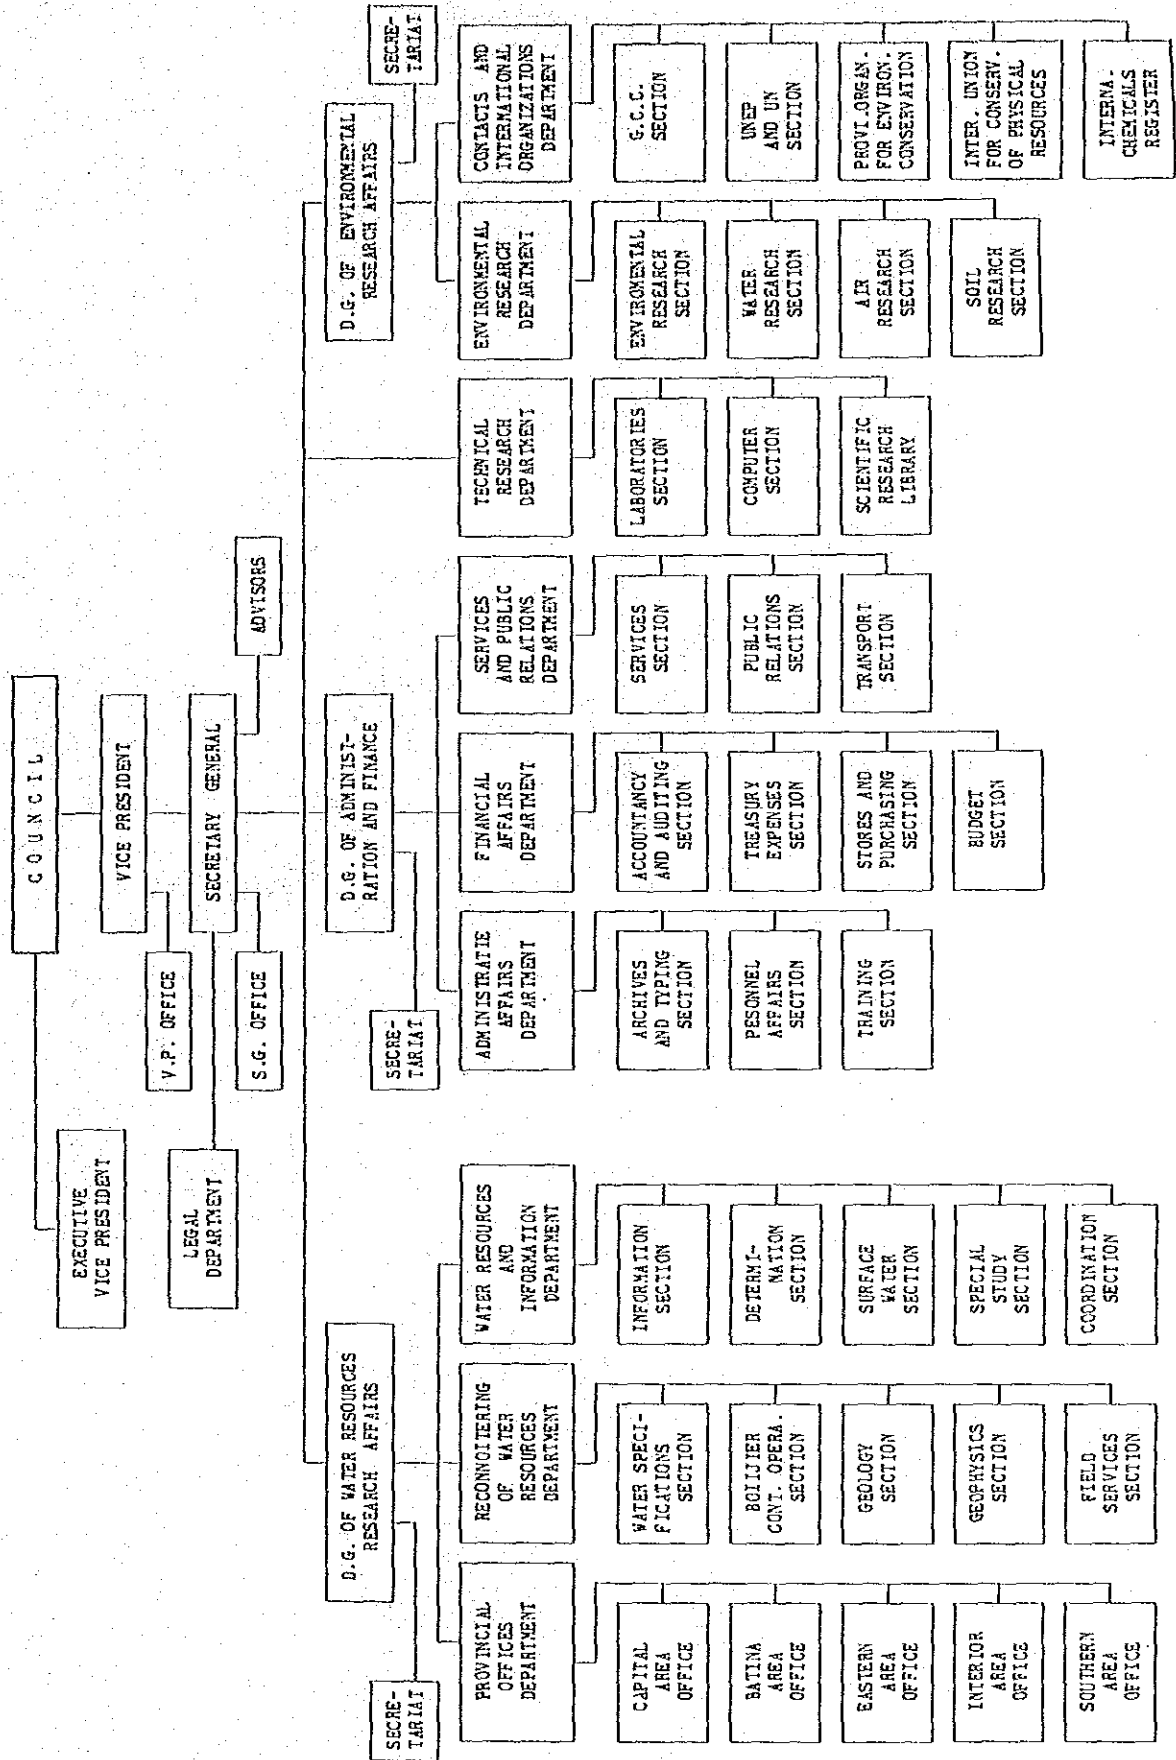 C O U N C I L
EXECUTIVE
VICE PRESIDENT
VICE PRESIDENT
V.P. OFFICE
LEGAL
DEPARTMENT
SECRETARY GENERAL
S.G. OFFICE
ADVISORS
D.G. OF WATER RESOURCES
RESEARCH AFFAIRS
D.G. OF ADMINIST-
RATION AND FINANCE
D.G. OF ENVIRONMENTAL
RESEARCH AFFAIRS
SECRE-
TARIAT
SECRE-
TARIAT
SECRE-
TARIAT
PROVINCIAL
OFFICES
DEPARTMENT
RECONNOITERING
OF WATER
RESOURCES
DEPARTMENT
WATER RESOURCES
AND
INFORMATION
DEPARTMENT
ADMINISTRATIE
AFFAIRS
DEPARTMENT
FINANCIAL
AFFAIRS
DEPARTMENT
SERVICES
AND PUBLIC
RELATIONS
DEPARTMENT
TECHNICAL
RESEARCH
DEPARTMENT
ENVIRONMENTAL
RESEARCH
DEPARTMENT
CONTACTS AND
INTERNATIONAL
ORGANIZATIONS
DEPARTMENT
CAPITAL
AREA
OFFICE
WATER SPECI-
FICATIONS
SECTION
INFORMATION
SECTION
ARCHIVES
AND TYPING
SECTION
ACCOUNTANCY
AND AUDITING
SECTION
SERVICES
SECTION
LABORATORIES
SECTION
ENVIROMENTAL
RESEARCH
SECTION
G.C.C.
SECTION
BATINA
AREA
OFFICE
BOILJIER
CONT. OPERA.
SECTION
DETERMI-
NATION
SECTION
PESONNEL
AFFAIRS
SECTION
TREASURY
EXPENSES
SECTION
PUBLIC
RELATIONS
SECTION
COMPUTER
SECTION
WATER
RESEARCH
SECTION
UNEP
AND UN
SECTION
EASTERN
AREA
OFFICE
GEOLOGY
SECTION
SURFACE
WATER
SECTION
TRAINING
SECTION
STORES AND
PURCHASING
SECTION
TRANSPORT
SECTION
SCIENTIFIC
RESEARCH
LIBRARY
AIR
RESEARCH
SECTION
PROVI.ORGAN.
FOR ENVIRON.
CONSERVATION
INTERIOR
AREA
OFFICE
GEOPHYSICS
SECTION
SPECIAL
STUDY
SECTION
BUDGET
SECTION
SOIL
RESEARCH
SECTION
INTER. UNION
FOR CONSERV.
OF PHYSICAL
RESOURCES
SOUTHERN
AREA
OFFICE
FIELD
SERVICES
SECTION
COORDINATION
SECTION
INTERNA.
CHEMICALS
REGISTER